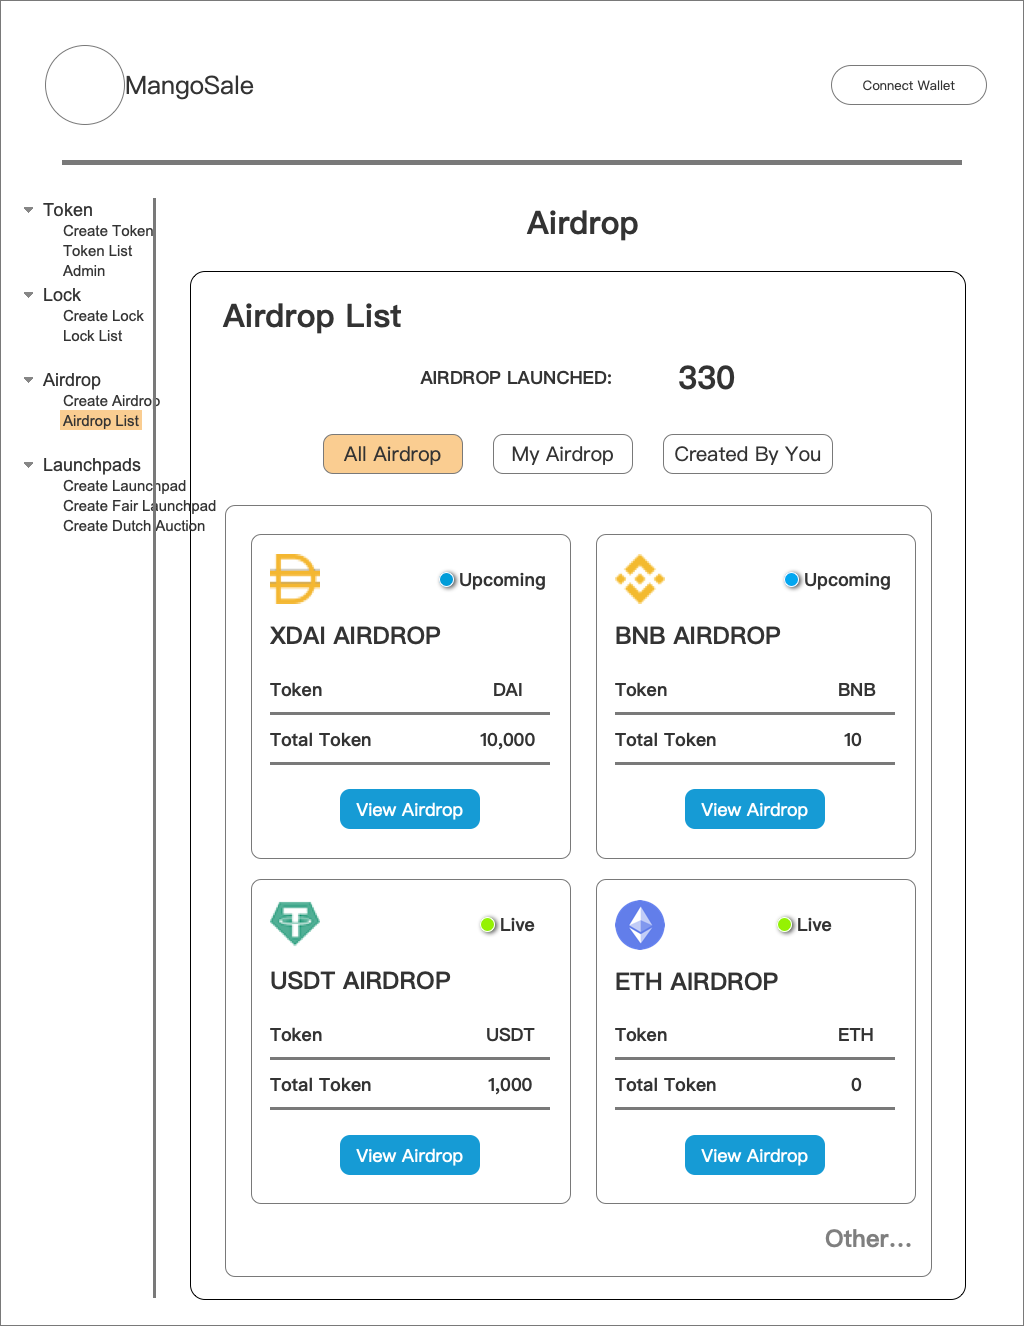 MangoSale
Connect Wallet
Token
Create Token
Token List
Admin
Lock
Create Lock
Lock List
Airdrop
Create Airdrop
Airdrop List
Launchpads
Create Launchpad
Create Fair Launchpad
Create Dutch Auction
Airdrop
Airdrop List
AIRDROP LAUNCHED: 330
All Airdrop My Airdrop Created By You
Upcoming
XDAI AIRDROP
Token DAI
Total Token 10,000
View Airdrop
Upcoming
BNB AIRDROP
Token BNB
Total Token 10
View Airdrop
Live
USDT AIRDROP
Token USDT
Total Token 1,000
View Airdrop
Live
ETH AIRDROP
Token ETH
Total Token 0
View Airdrop
Other...